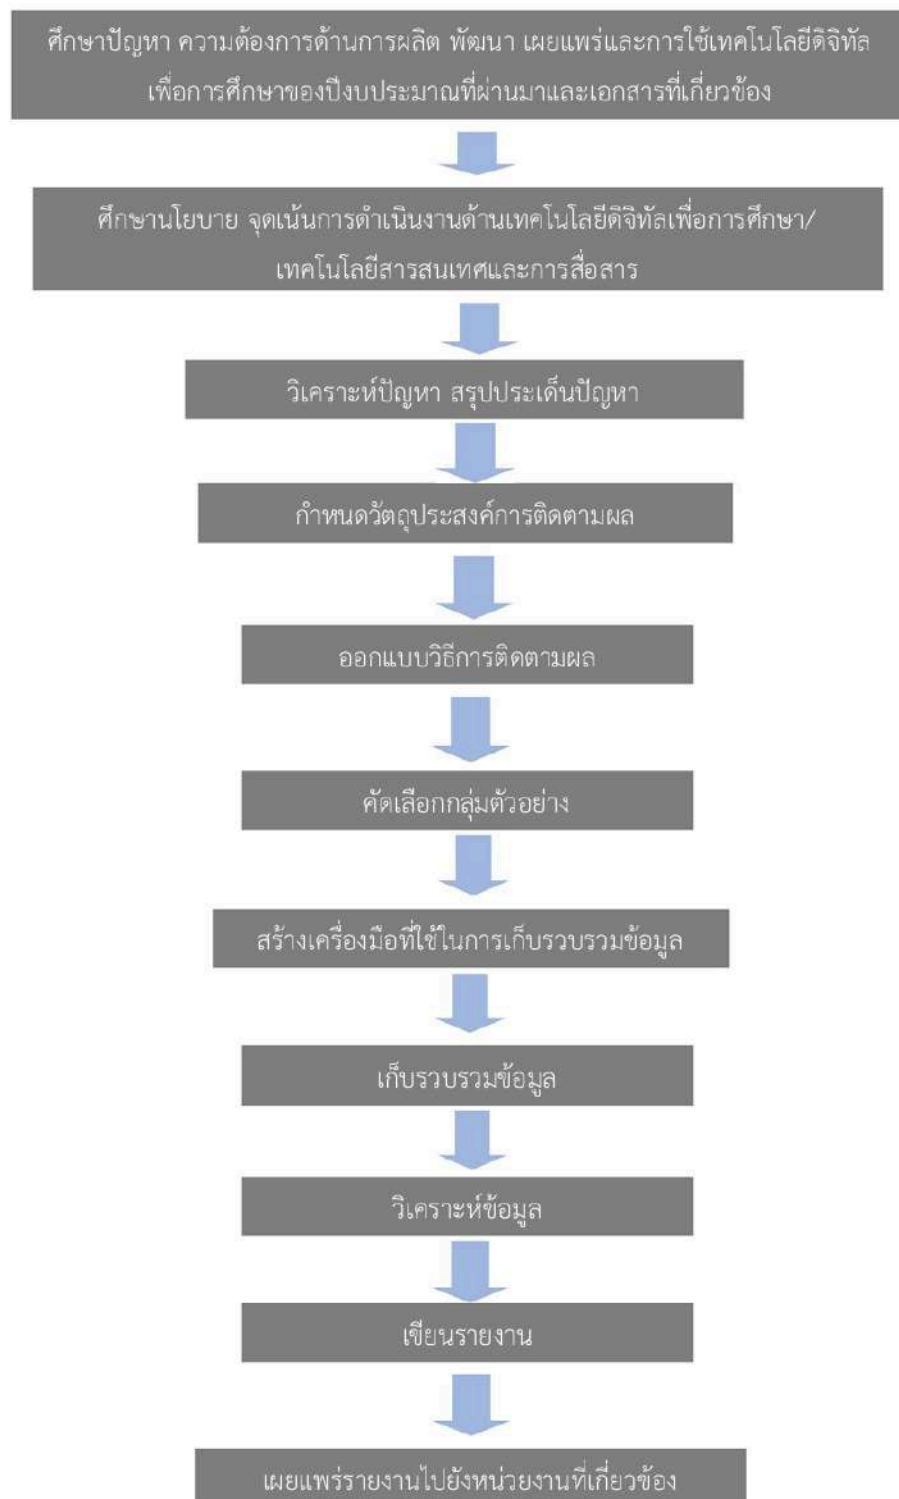 ศึกษาปัญหา ความต้องการด้านการผลิต พัฒนา เผยแพร่และการใช้เทคโนโลยีดิจิทัล
เพื่อการศึกษาของปีงบประมาณที่ผ่านมาและเอกสารที่เกี่ยวข้อง
ศึกษานโยบาย จุดเน้นการดำเนินงานด้านเทคโนโลยีดิจิทัลเพื่อการศึกษา/
เทคโนโลยีสารสนเทศและการสื่อสาร
วิเคราะห์ปัญหา สรุปประเด็นปัญหา
กำหนดวัตถุประสงค์การติดตามผล
ออกแบบวิธีการติดตามผล
คัดเลือกกลุ่มตัวอย่าง
สร้างเครื่องมือที่ใช้ในการเก็บรวบรวมข้อมูล
เก็บรวบรวมข้อมูล
วิเคราะห์ข้อมูล
เขียนรายงาน
เผยแพร่รายงานไปยังหน่วยงานที่เกี่ยวข้อง